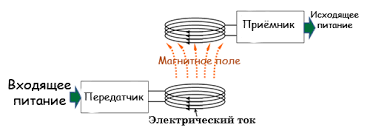 Исходящее
питание
Приёмник
Магнитное поле
Входящее
питание
Передатчик
Электрический ток